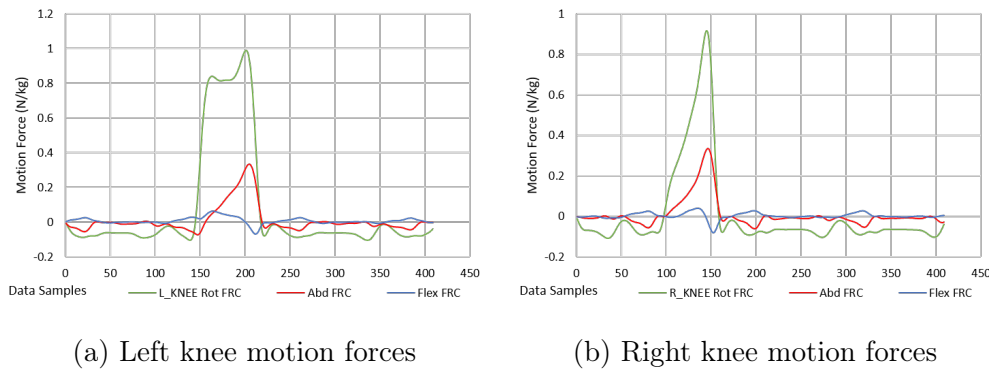 1.2
1
0.8
0.6
0.4
0.2
0
-0.2
Motion Force (N/kg)
0 50 100 150 200 250 300 350 400 450
Data Samples L_KNEE Rot FRC Abd FRC Flex FRC
(a) Left knee motion forces
1
0.8
0.6
0.4
0.2
0
-0.2
Motion Force (N/kg)
0 50 100 150 200 250 300 350 400 450
Data Samples R_KNEE Rot FRC Abd FRC Flex FRC
(b) Right knee motion forces